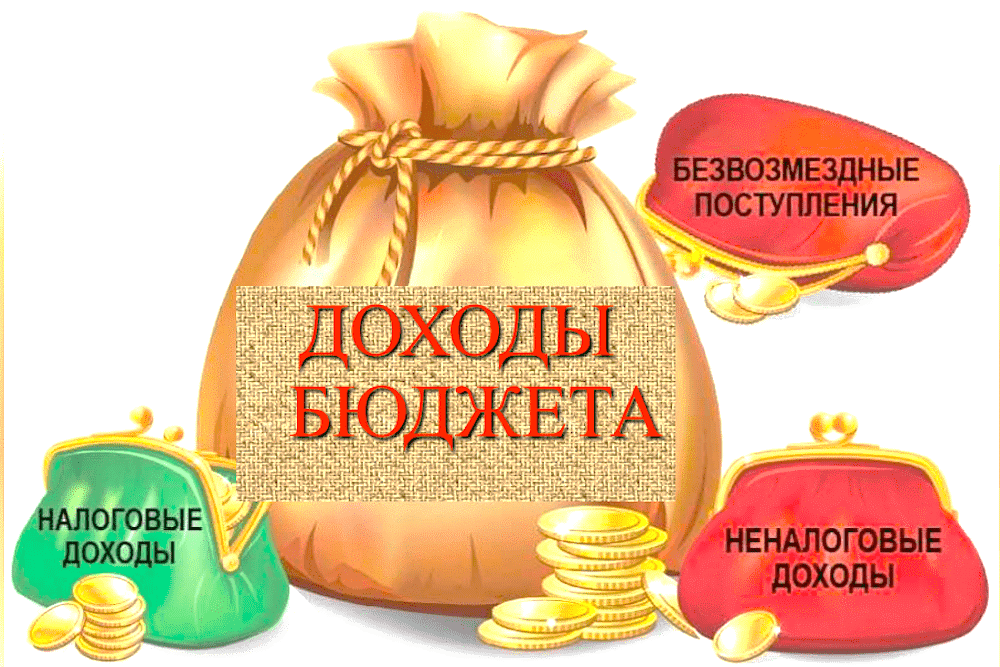 БЕЗВОЗМЕЗДНЫЕ
ПОСТУПЛЕНИЯ
ДОХОДЫ
БЮДЖЕТА
НАЛОГОВЫЕ
ДОХОДЫ
НЕНАЛОГОВЫЕ
ДОХОДЫ